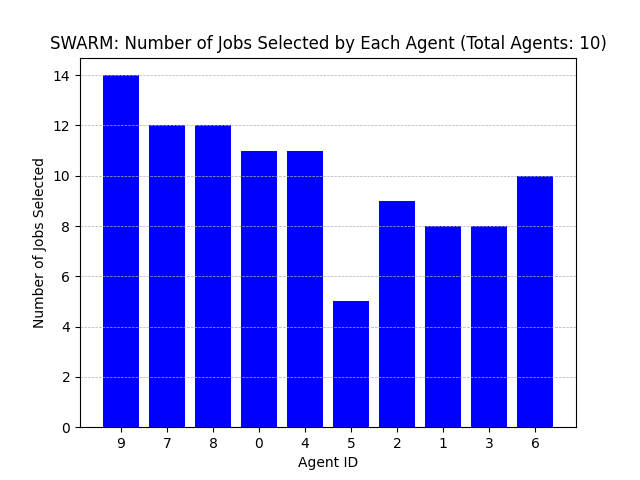 SWARM: Number of Jobs Selected by Each Agent (Total Agents: 10)
14
12
10
8
6
4
2
0
Number of Jobs Selected
9 7 8 0 4 5 2 1 3 6
Agent ID